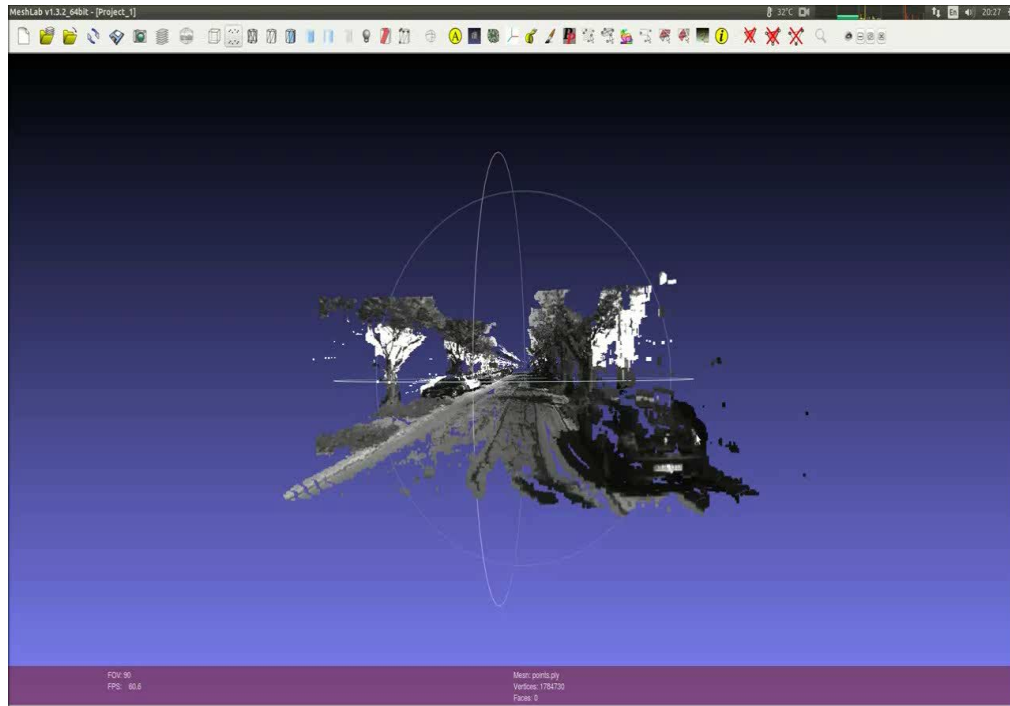 MeshLab v1.3.2_64bit - [Project_1]
32°C
En
20:27
A
i
FOV: 90
FPS: 60.6
Mesh: points.ply
Vertices: 1784730
Faces: 0